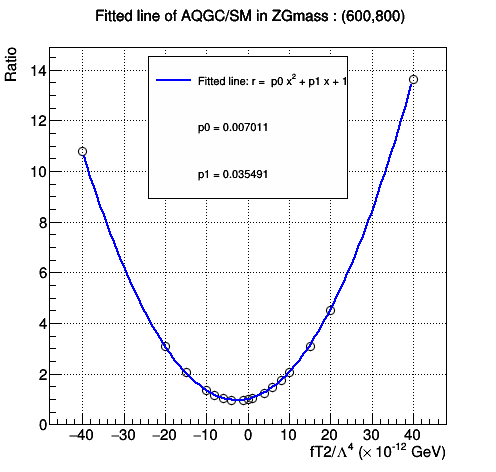 Fitted line of AQGC/SM in ZGmass : (600,800)
Ratio
Fitted line: r = p0 x² + p1 x + 1
p0 = 0.007011
p1 = 0.035491
14
12
10
8
6
4
2
0
−40 −30 −20 −10 0 10 20 30 40
fT2/Λ⁴ (× 10⁻¹² GeV)